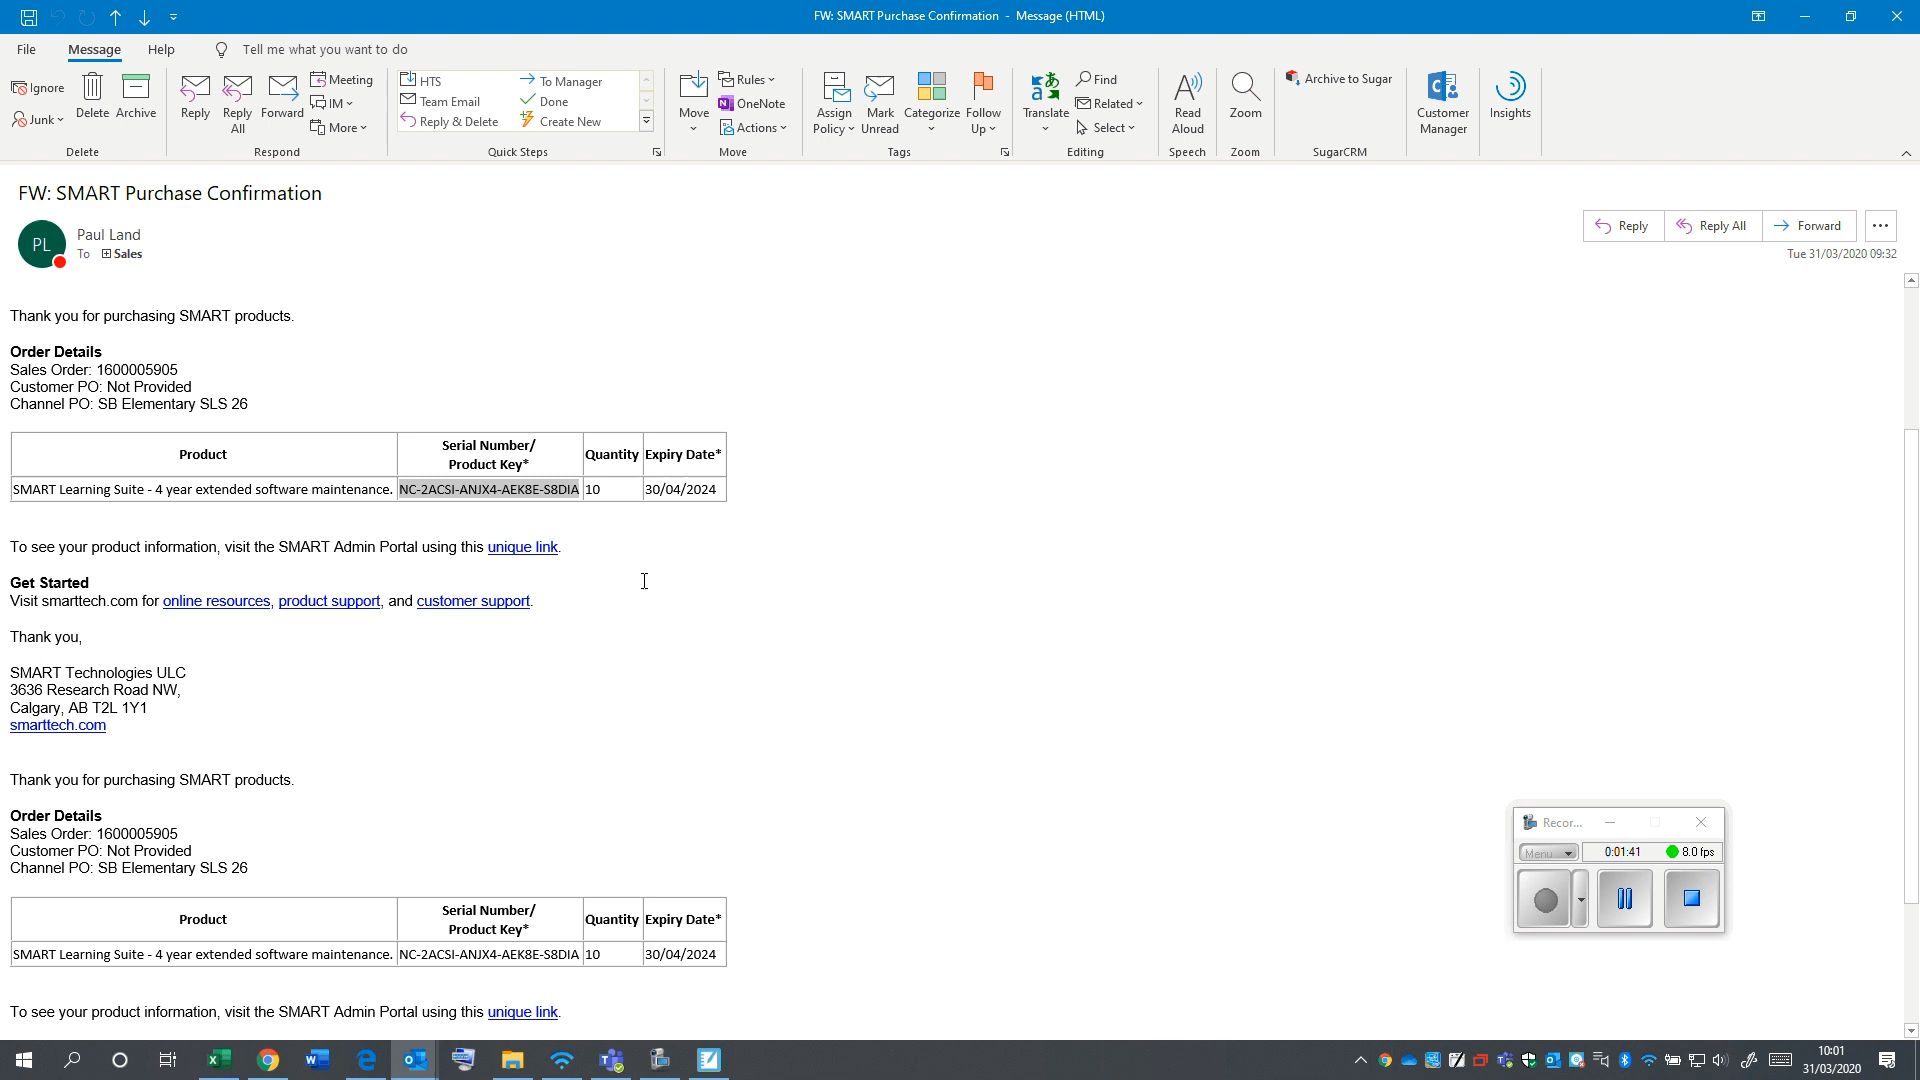 FW: SMART Purchase Confirmation - Message (HTML)
File Message Help Tell me what you want to do
Ignore
Junk
Delete
Archive
Delete
Reply
Reply All
Forward
Meeting
IM
More
Respond
HTS
Team Email
Reply & Delete
To Manager
Done
Create New
Quick Steps
Move
Rules
OneNote
Actions
Move
Assign Policy
Mark Unread
Categorize
Follow Up
Tags
Translate
Find
Related
Select
Editing
Read Aloud
Speech
Zoom
Zoom
Archive to Sugar
SugarCRM
Customer Manager
Insights
FW: SMART Purchase Confirmation
PL
Paul Land
To Sales
Reply Reply All Forward
Tue 31/03/2020 09:32
Thank you for purchasing SMART products.
Order Details
Sales Order: 1600005905
Customer PO: Not Provided
Channel PO: SB Elementary SLS 26
Product Serial Number/ Product Key* Quantity Expiry Date*
SMART Learning Suite - 4 year extended software maintenance. NC-2ACSI-ANJX4-AEK8E-S8DIA 10 30/04/2024
To see your product information, visit the SMART Admin Portal using this unique link.
Get Started
Visit smarttech.com for online resources, product support, and customer support.
Thank you,
SMART Technologies ULC
3636 Research Road NW,
Calgary, AB T2L 1Y1
smarttech.com
Thank you for purchasing SMART products.
Order Details
Sales Order: 1600005905
Customer PO: Not Provided
Channel PO: SB Elementary SLS 26
Product Serial Number/ Product Key* Quantity Expiry Date*
SMART Learning Suite - 4 year extended software maintenance. NC-2ACSI-ANJX4-AEK8E-S8DIA 10 30/04/2024
To see your product information, visit the SMART Admin Portal using this unique link.
Recor...
Menu 0:01:41 8.0 fps
10:01
31/03/2020